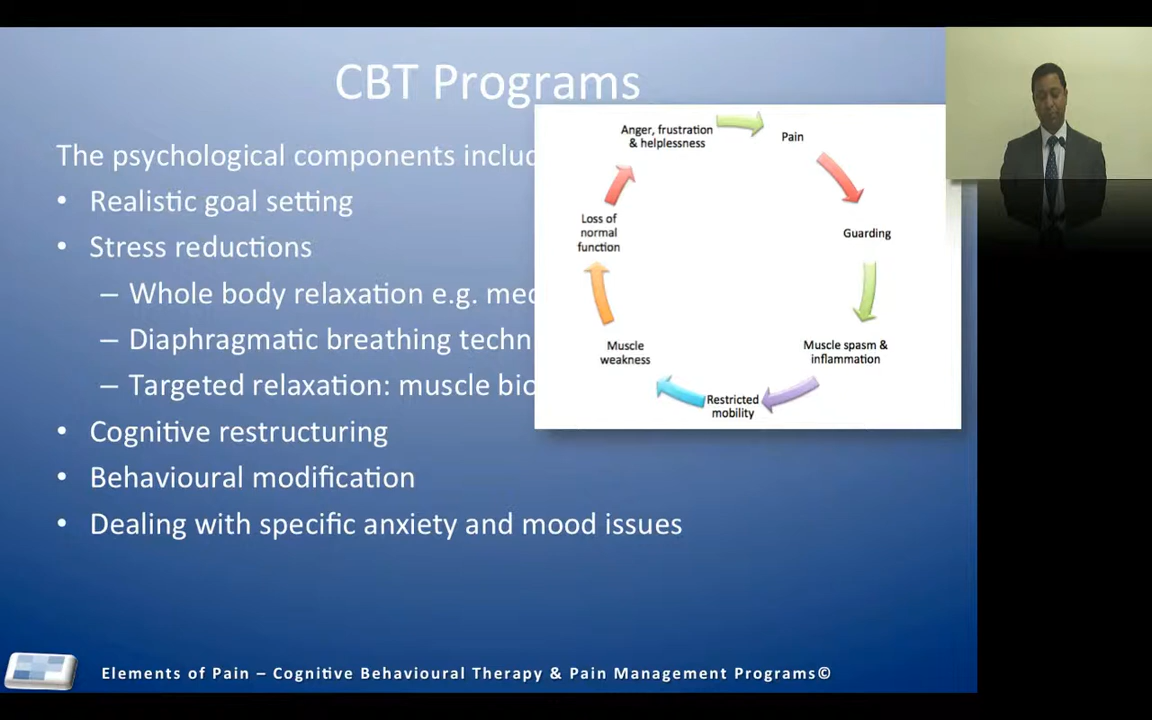 CBT Programs
The psychological components includ
• Realistic goal setting
• Stress reductions
– Whole body relaxation e.g. med
– Diaphragmatic breathing techn
– Targeted relaxation: muscle bio
• Cognitive restructuring
• Behavioural modification
• Dealing with specific anxiety and mood issues
Pain
Guarding
Muscle spasm &
inflammation
Restricted
mobility
Muscle
weakness
Loss of
normal
function
Anger, frustration
& helplessness
Elements of Pain – Cognitive Behavioural Therapy & Pain Management Programs©